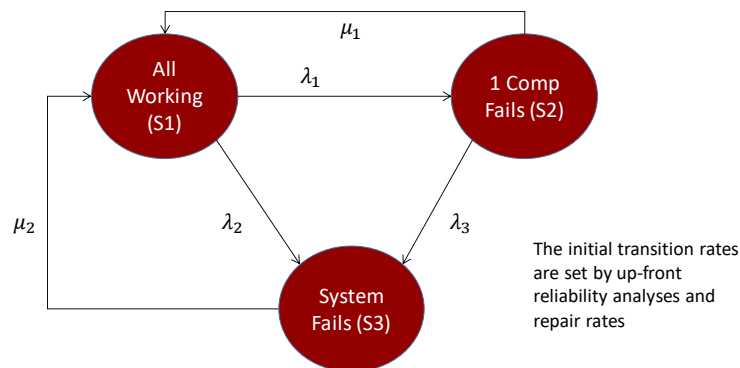 μ₁
All
Working
(S1)
λ₁
1 Comp
Fails (S2)
μ₂
λ₂
λ₃
System
Fails (S3)
The initial transition rates
are set by up-front
reliability analyses and
repair rates